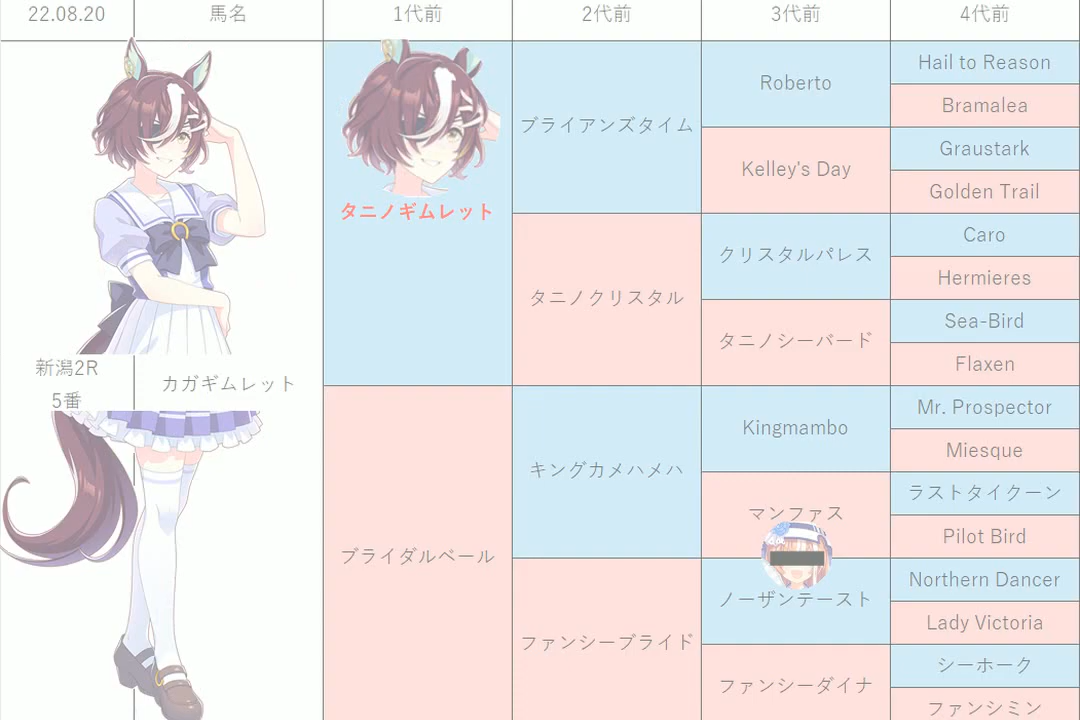 22.08.20
馬名
1代前
2代前
3代前
4代前
タニノギムレット
ブライアンズタイム
Roberto
Hail to Reason
Bramalea
Kelley's Day
Graustark
Golden Trail
タニノクリスタル
クリスタルパレス
Caro
Hermieres
タニノシーバード
Sea-Bird
Flaxen
新潟2R
5番
カガギムレット
ブライダルベール
キングカメハメハ
Kingmambo
Mr. Prospector
Miesque
マンファス
ラストタイクーン
Pilot Bird
ファンシーブライド
ノーザンテースト
Northern Dancer
Lady Victoria
ファンシーダイナ
シーホーク
ファンシミン